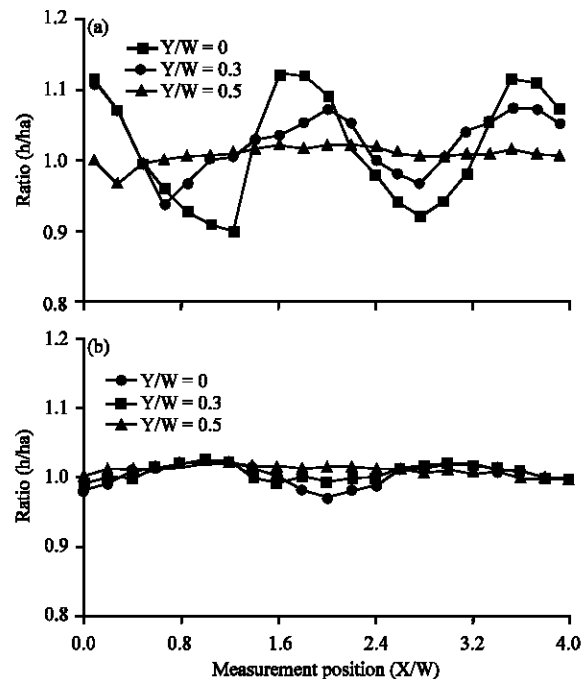 (a)
Y/W = 0
Y/W = 0.3
Y/W = 0.5
Ratio (h/ha)
1.2
1.1
1.0
0.9
0.8
(b)
Y/W = 0
Y/W = 0.3
Y/W = 0.5
Ratio (h/ha)
1.2
1.1
1.0
0.9
0.8
0.0 0.8 1.6 2.4 3.2 4.0
Measurement position (X/W)